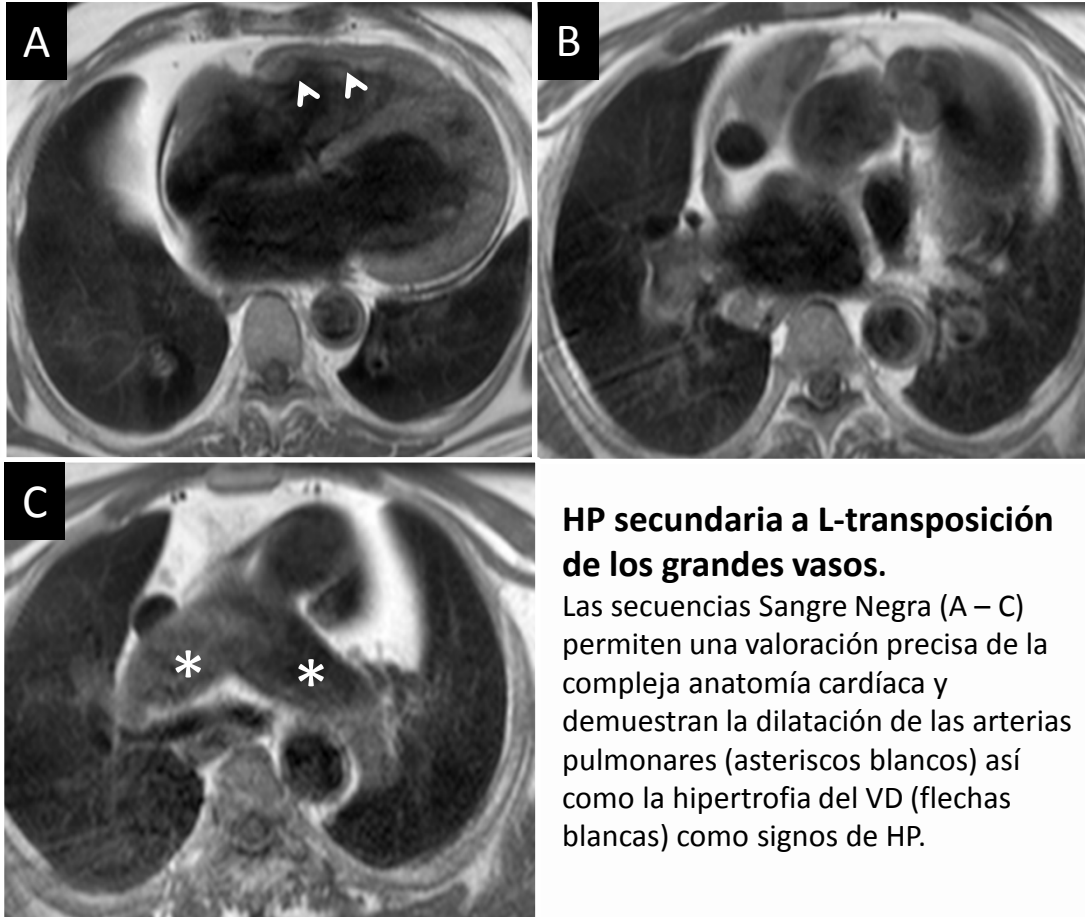 A
B
C
*
*
HP secundaria a L-transposición
de los grandes vasos.
Las secuencias Sangre Negra (A – C)
permiten una valoración precisa de la
compleja anatomía cardíaca y
demuestran la dilatación de las arterias
pulmonares (asteriscos blancos) así
como la hipertrofia del VD (flechas
blancas) como signos de HP.